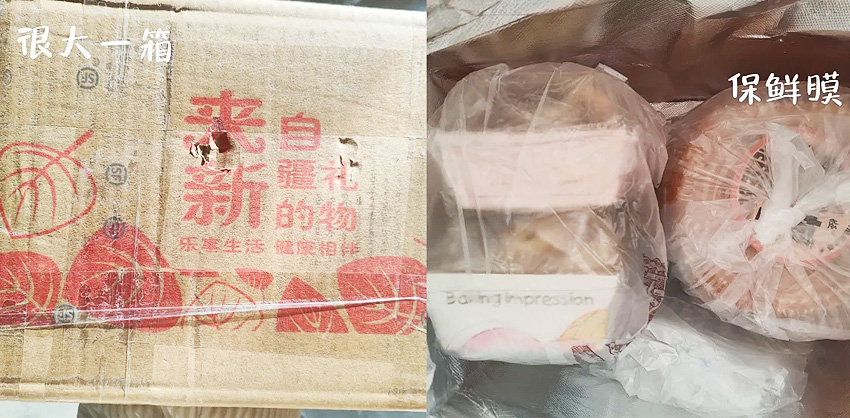 很大一箱
来自
新疆
的礼物
乐家生活 健康相伴
保鲜膜
Baking Impression